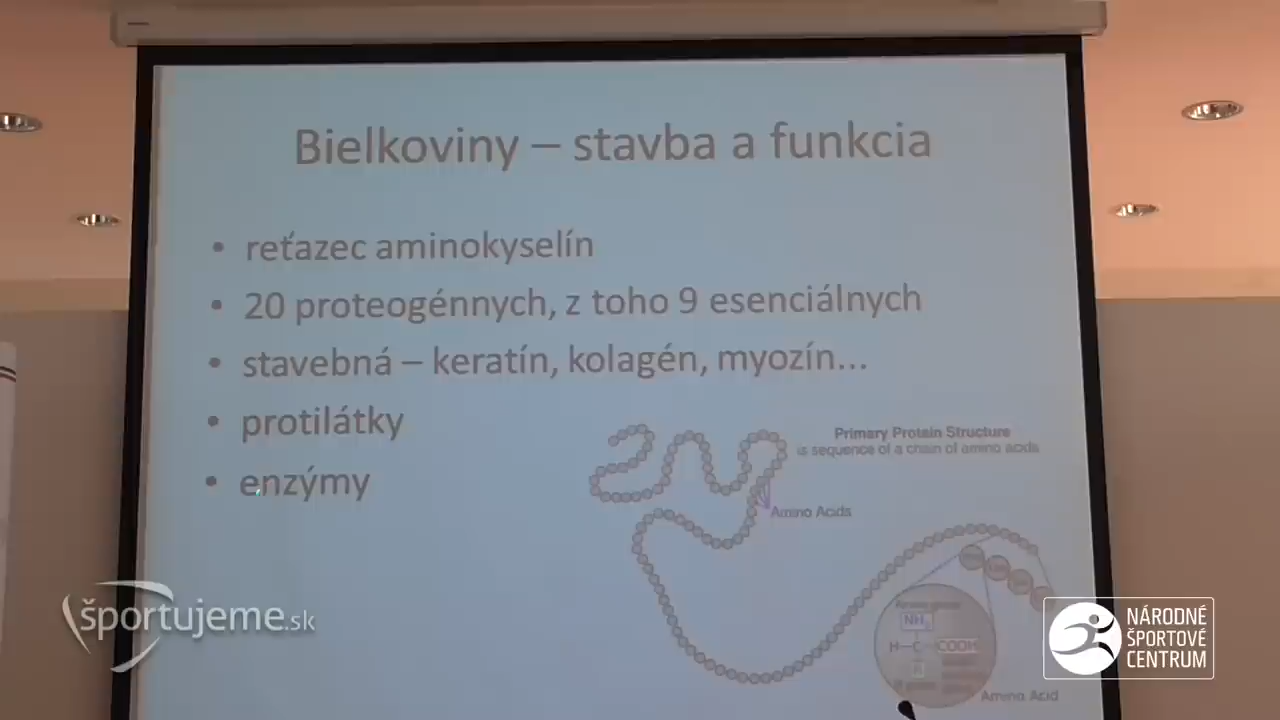 Bielkoviny – stavba a funkcia
• reťazec aminokyselín
• 20 proteogénnych, z toho 9 esenciálnych
• stavebná – keratín, kolagén, myozín...
• protilátky
• enzýmy
Primary Protein Structure
is sequence of a chain of amino acids
Amino Acids
NH₂
H–C–COOH
R
Amino Acid
športujeme.sk
NÁRODNÉ
ŠPORTOVÉ
CENTRUM